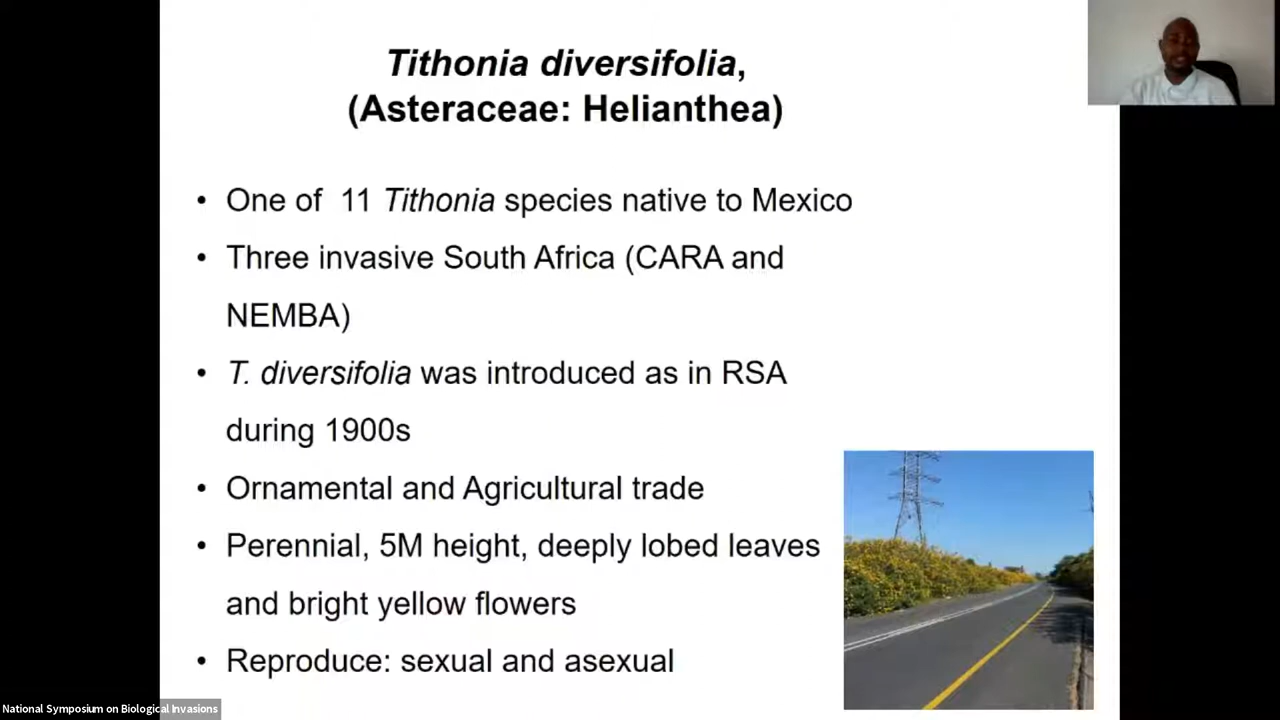 Tithonia diversifolia,
(Asteraceae: Helianthea)
• One of 11 Tithonia species native to Mexico
• Three invasive South Africa (CARA and
NEMBA)
• T. diversifolia was introduced as in RSA
during 1900s
• Ornamental and Agricultural trade
• Perennial, 5M height, deeply lobed leaves
and bright yellow flowers
• Reproduce: sexual and asexual
National Symposium on Biological Invasions